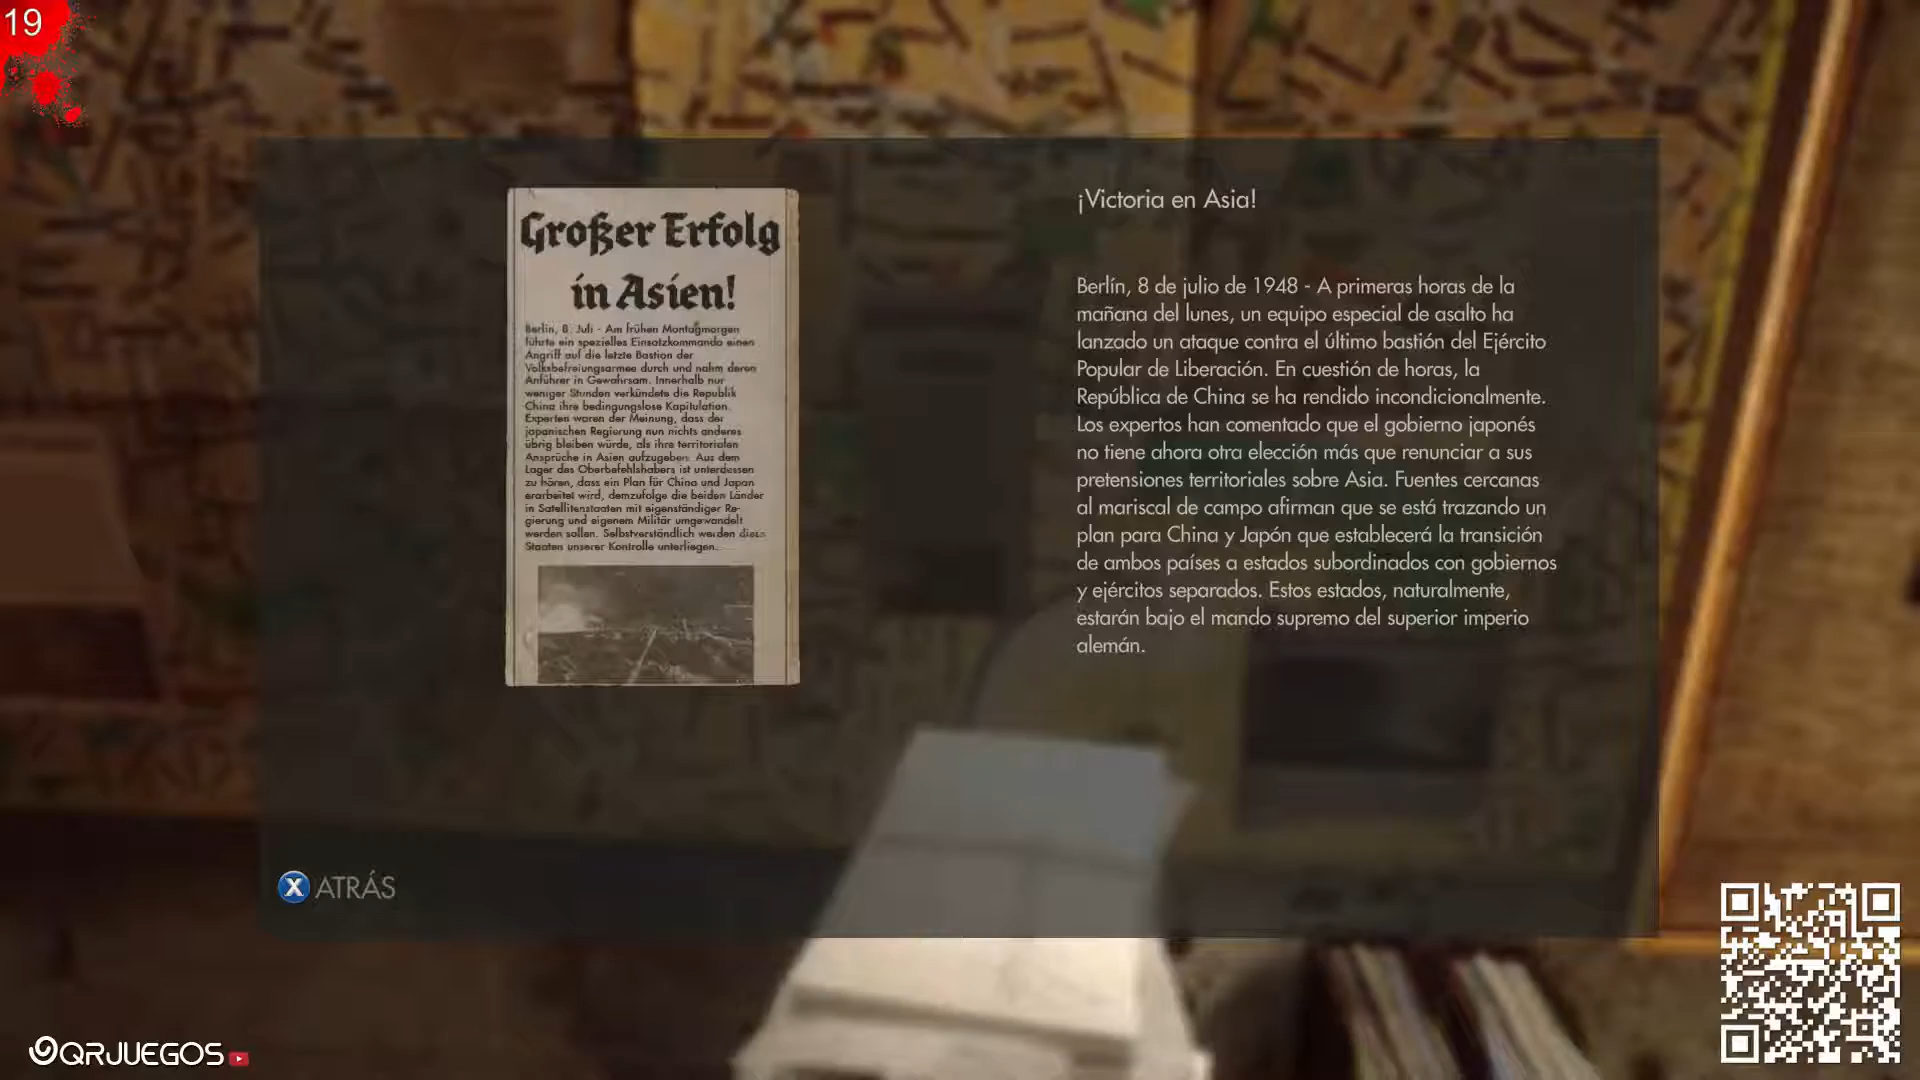 19
Großer Erfolg
in Asien!
Berlin, 8. Juli - Am frühen Montagmorgen
führte ein spezielles Einsatzkommando einen
Angriff auf die letzte Bastion der
Volksbefreiungsarmee durch und nahm deren
Anführer in Gewahrsam. Innerhalb nur
weniger Stunden verkündete die Republik
China ihre bedingungslose Kapitulation.
Experten waren der Meinung, dass der
japanischen Regierung nun nichts anderes
übrig bleiben würde, als ihre territorialen
Ansprüche in Asien aufzugeben. Aus dem
Lager des Oberbefehlshabers ist unterdessen
zu hören, dass ein Plan für China und Japan
erarbeitet wird, demzufolge die beiden Länder
in Satellitenstaaten mit eigenständiger Re-
gierung und eigenem Militär umgewandelt
werden sollen. Selbstverständlich werden diese
Staaten unserer Kontrolle unterliegen.
¡Victoria en Asia!
Berlín, 8 de julio de 1948 - A primeras horas de la
mañana del lunes, un equipo especial de asalto ha
lanzado un ataque contra el último bastión del Ejército
Popular de Liberación. En cuestión de horas, la
República de China se ha rendido incondicionalmente.
Los expertos han comentado que el gobierno japonés
no tiene ahora otra elección más que renunciar a sus
pretensiones territoriales sobre Asia. Fuentes cercanas
al mariscal de campo afirman que se está trazando un
plan para China y Japón que establecerá la transición
de ambos países a estados subordinados con gobiernos
y ejércitos separados. Estos estados, naturalmente,
estarán bajo el mando supremo del superior imperio
alemán.
X ATRÁS
QRJUEGOS